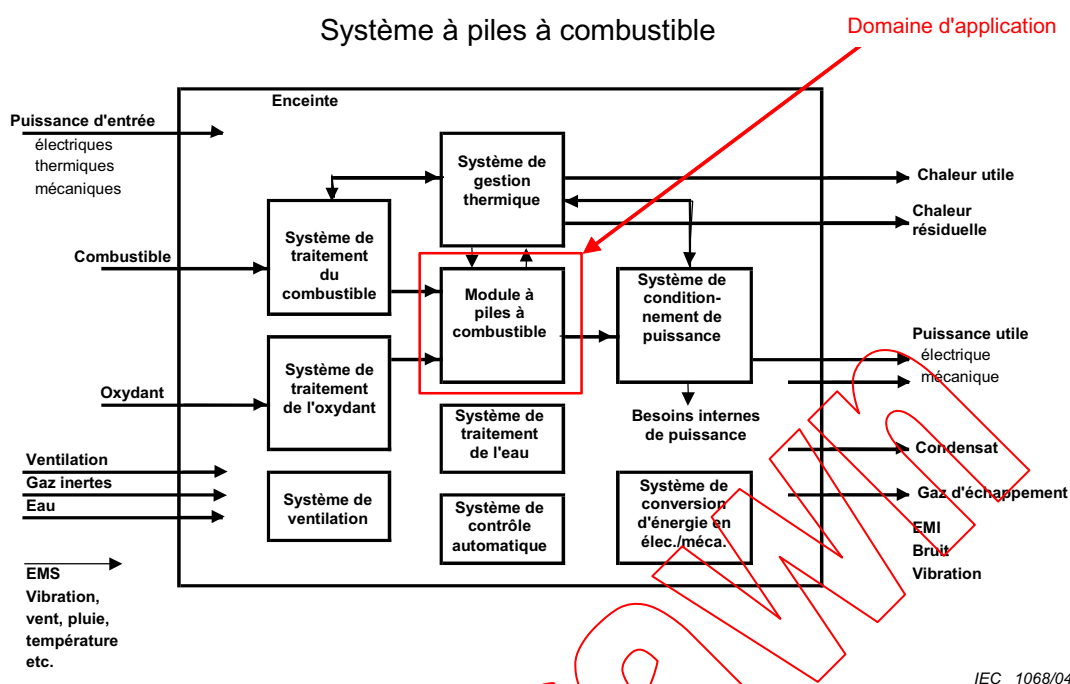 Système à piles à combustible
Domaine d'application
Enceinte
Puissance d'entrée
électriques
thermiques
mécaniques
Combustible
Oxydant
Ventilation
Gaz inertes
Eau
EMS
Vibration,
vent, pluie,
température
etc.
Système de
gestion
thermique
Système de
traitement
du
combustible
Module à
piles à
combustible
Système de
condition-
nement de
puissance
Système de
traitement
de l'oxydant
Système de
traitement
de l'eau
Besoins internes
de puissance
Système de
ventilation
Système de
contrôle
automatique
Système de
conversion
d'énergie en
élec./méca.
Chaleur utile
Chaleur
résiduelle
Puissance utile
électrique
mécanique
Condensat
Gaz d'échappement
EMI
Bruit
Vibration
IEC 1068/04